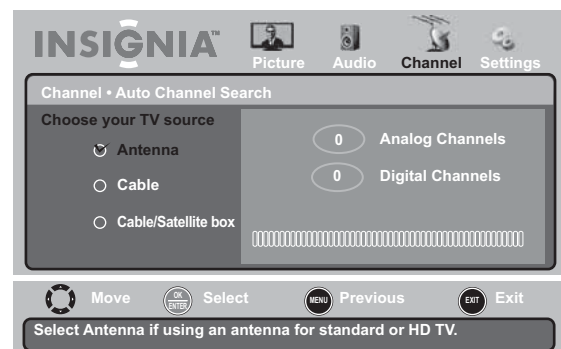 INSIGNIA™
Picture Audio Channel Settings
Channel • Auto Channel Search
Choose your TV source
Antenna
Cable
Cable/Satellite box
0 Analog Channels
0 Digital Channels
Move OK ENTER Select MENU Previous EXIT Exit
Select Antenna if using an antenna for standard or HD TV.